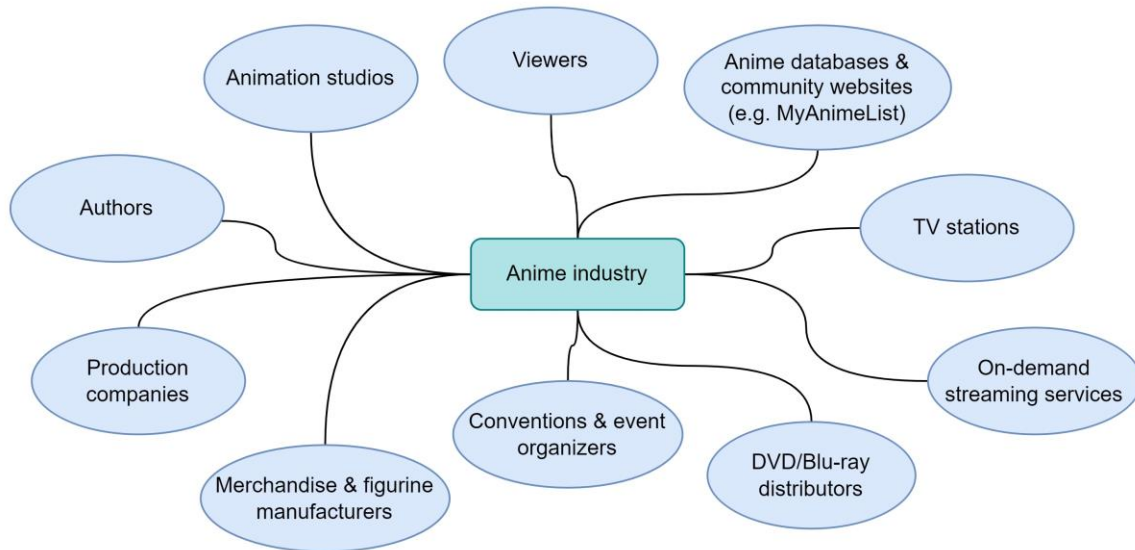 Viewers
Anime databases &
community websites
(e.g. MyAnimeList)
Animation studios
Authors
TV stations
Anime industry
Production
companies
On-demand
streaming services
Conventions & event
organizers
DVD/Blu-ray
distributors
Merchandise & figurine
manufacturers